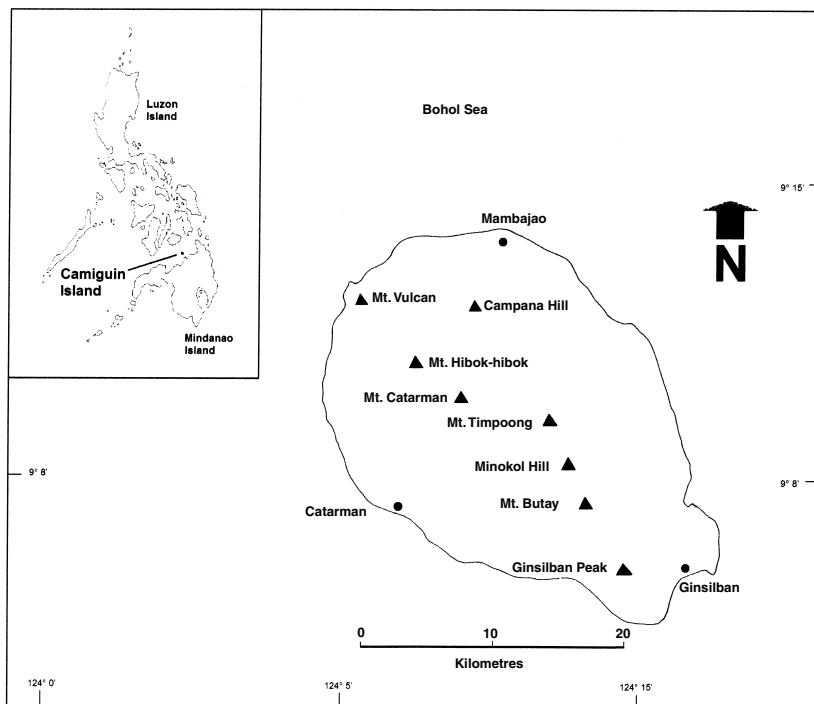 Luzon
Island
Camiguin
Island
Mindanao
Island
Bohol Sea
9° 15'
Mambajao
N
Mt. Vulcan
Campana Hill
Mt. Hibok-hibok
Mt. Catarman
Mt. Timpoong
Minokol Hill
9° 8'
9° 8'
Mt. Butay
Catarman
Ginsilban Peak
Ginsilban
0 10 20
Kilometres
124° 0'
124° 5'
124° 15'